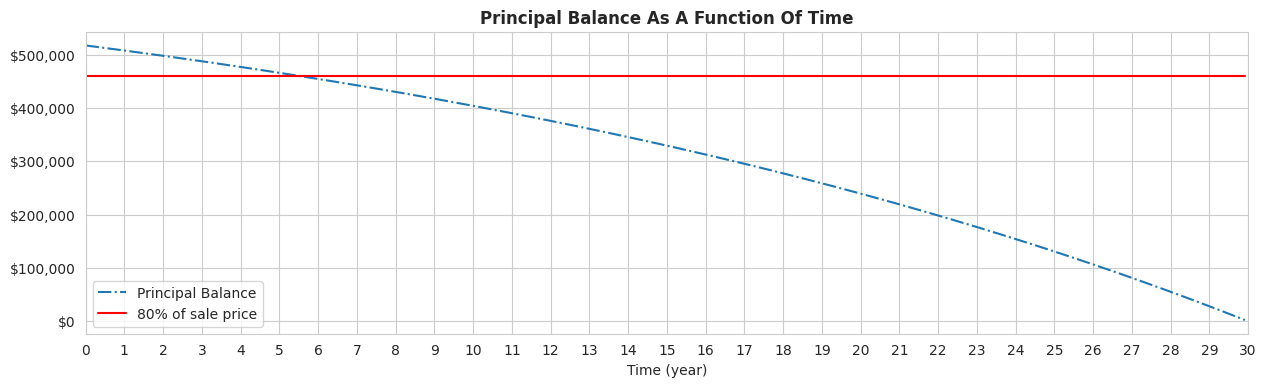 Principal Balance As A Function Of Time
$500,000
$400,000
$300,000
$200,000
$100,000
$0
Principal Balance
80% of sale price
0 1 2 3 4 5 6 7 8 9 10 11 12 13 14 15 16 17 18 19 20 21 22 23 24 25 26 27 28 29 30
Time (year)